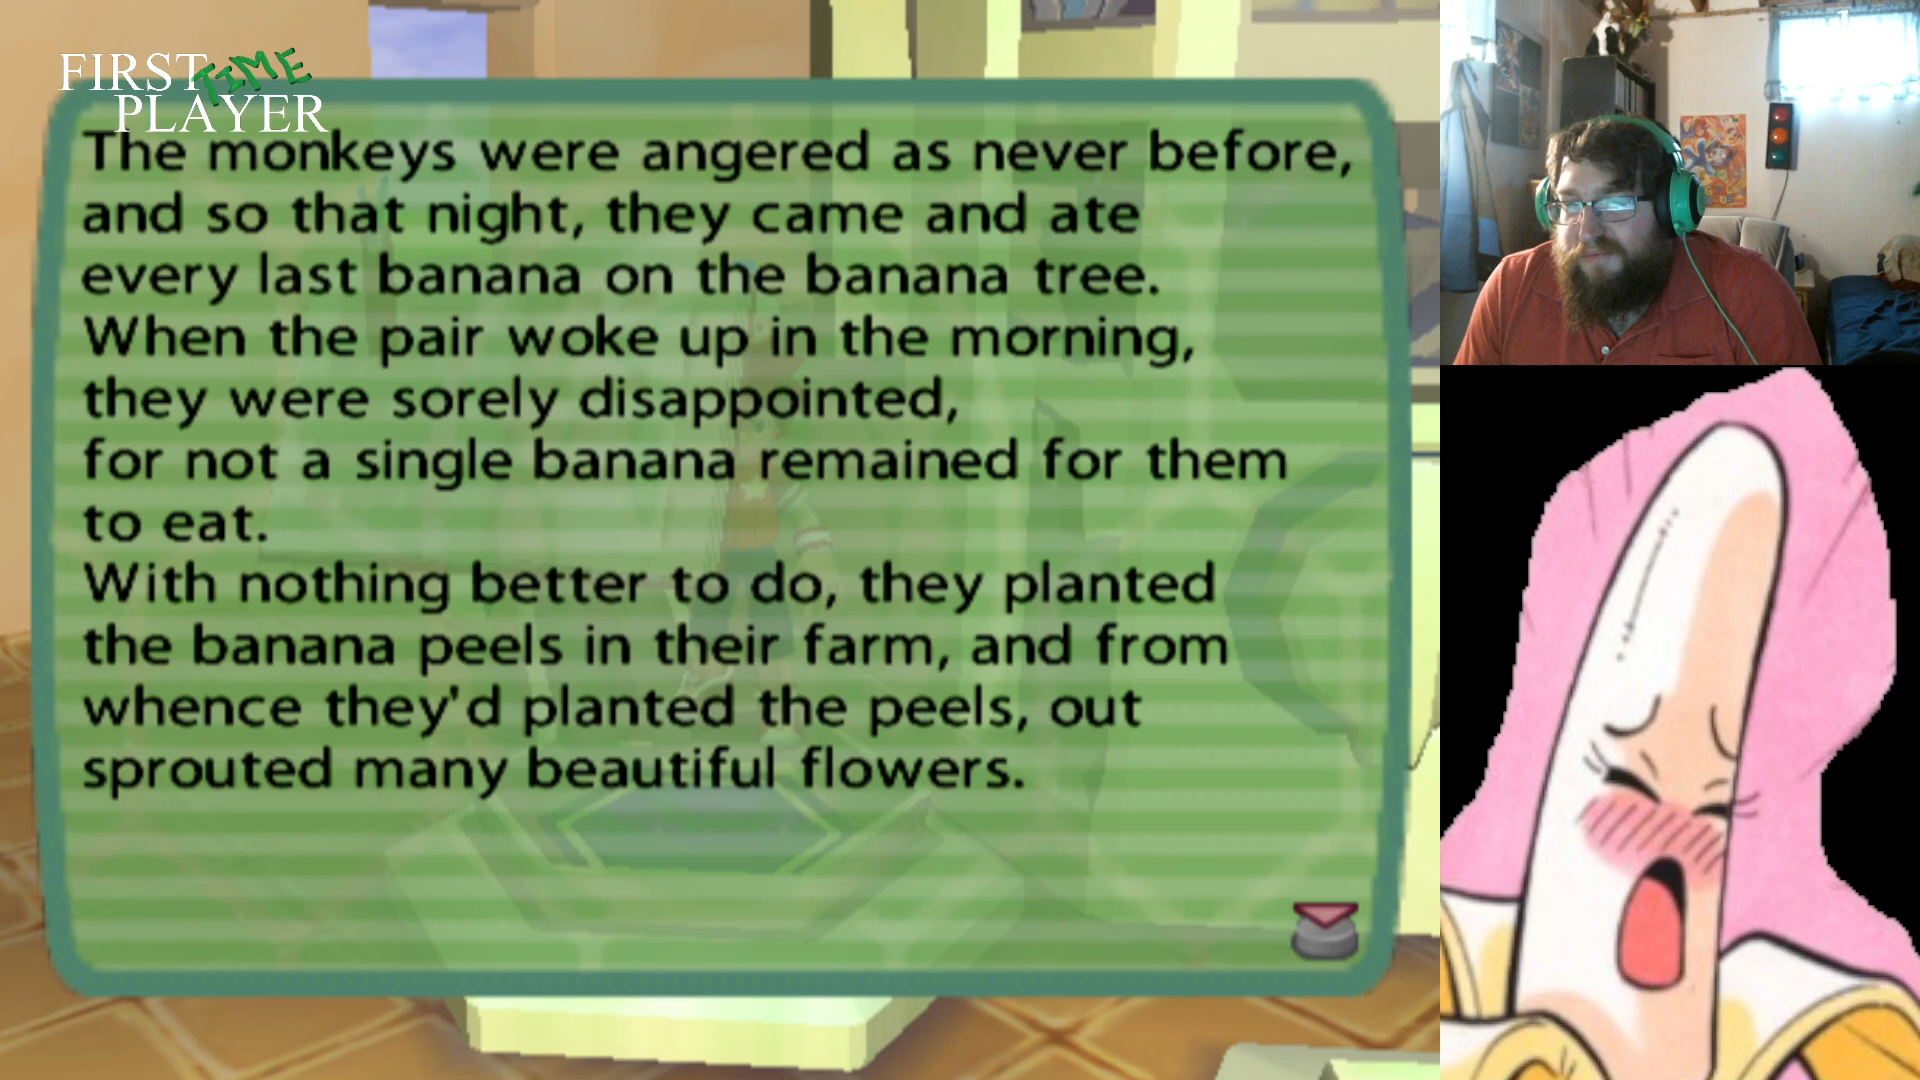 FIRST TIME
PLAYER
The monkeys were angered as never before,
and so that night, they came and ate
every last banana on the banana tree.
When the pair woke up in the morning,
they were sorely disappointed,
for not a single banana remained for them
to eat.
With nothing better to do, they planted
the banana peels in their farm, and from
whence they'd planted the peels, out
sprouted many beautiful flowers.